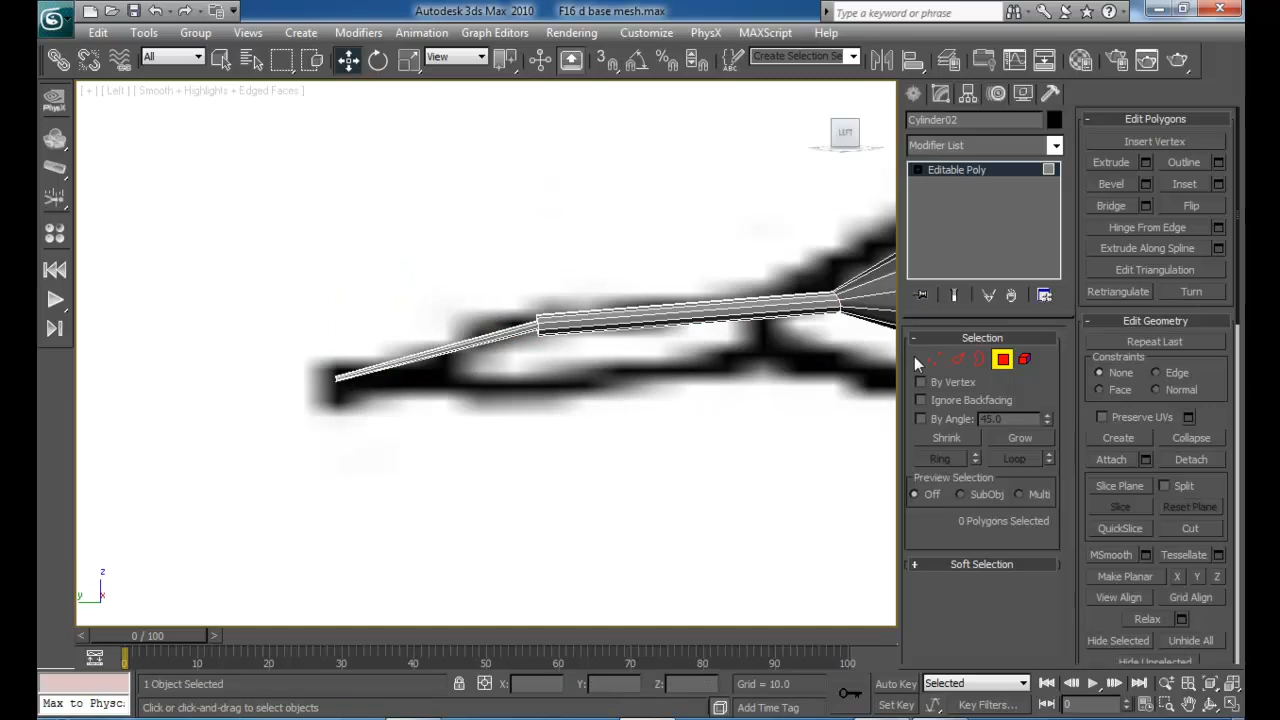 Autodesk 3ds Max 2010 F16 d base mesh.max
Type a keyword or phrase
Edit Tools Group Views Create Modifiers Animation Graph Editors Rendering Customize PhysX MAXScript Help
All
View
Create Selection Se
[ + ] [ Left ] [ Smooth + Highlights + Edged Faces ]
LEFT
PhysX
Cylinder02
Modifier List
Editable Poly
Selection
By Vertex
Ignore Backfacing
By Angle: 45.0
Shrink Grow
Ring Loop
Preview Selection
Off SubObj Multi
0 Polygons Selected
Soft Selection
Edit Polygons
Insert Vertex
Extrude Outline
Bevel Inset
Bridge Flip
Hinge From Edge
Extrude Along Spline
Edit Triangulation
Retriangulate Turn
Edit Geometry
Repeat Last
Constraints
None Edge
Face Normal
Preserve UVs
Create Collapse
Attach Detach
Slice Plane Split
Slice Reset Plane
QuickSlice Cut
MSmooth Tessellate
Make Planar X Y Z
View Align Grid Align
Relax
Hide Selected Unhide All
Hide Unselected
z
y x
0 / 100
0 10 20 30 40 50 60 70 80 90 100
1 Object Selected X: Y: Z: Grid = 10.0 Auto Key Selected
Max to Physc: Click or click-and-drag to select objects Add Time Tag Set Key Key Filters... 0